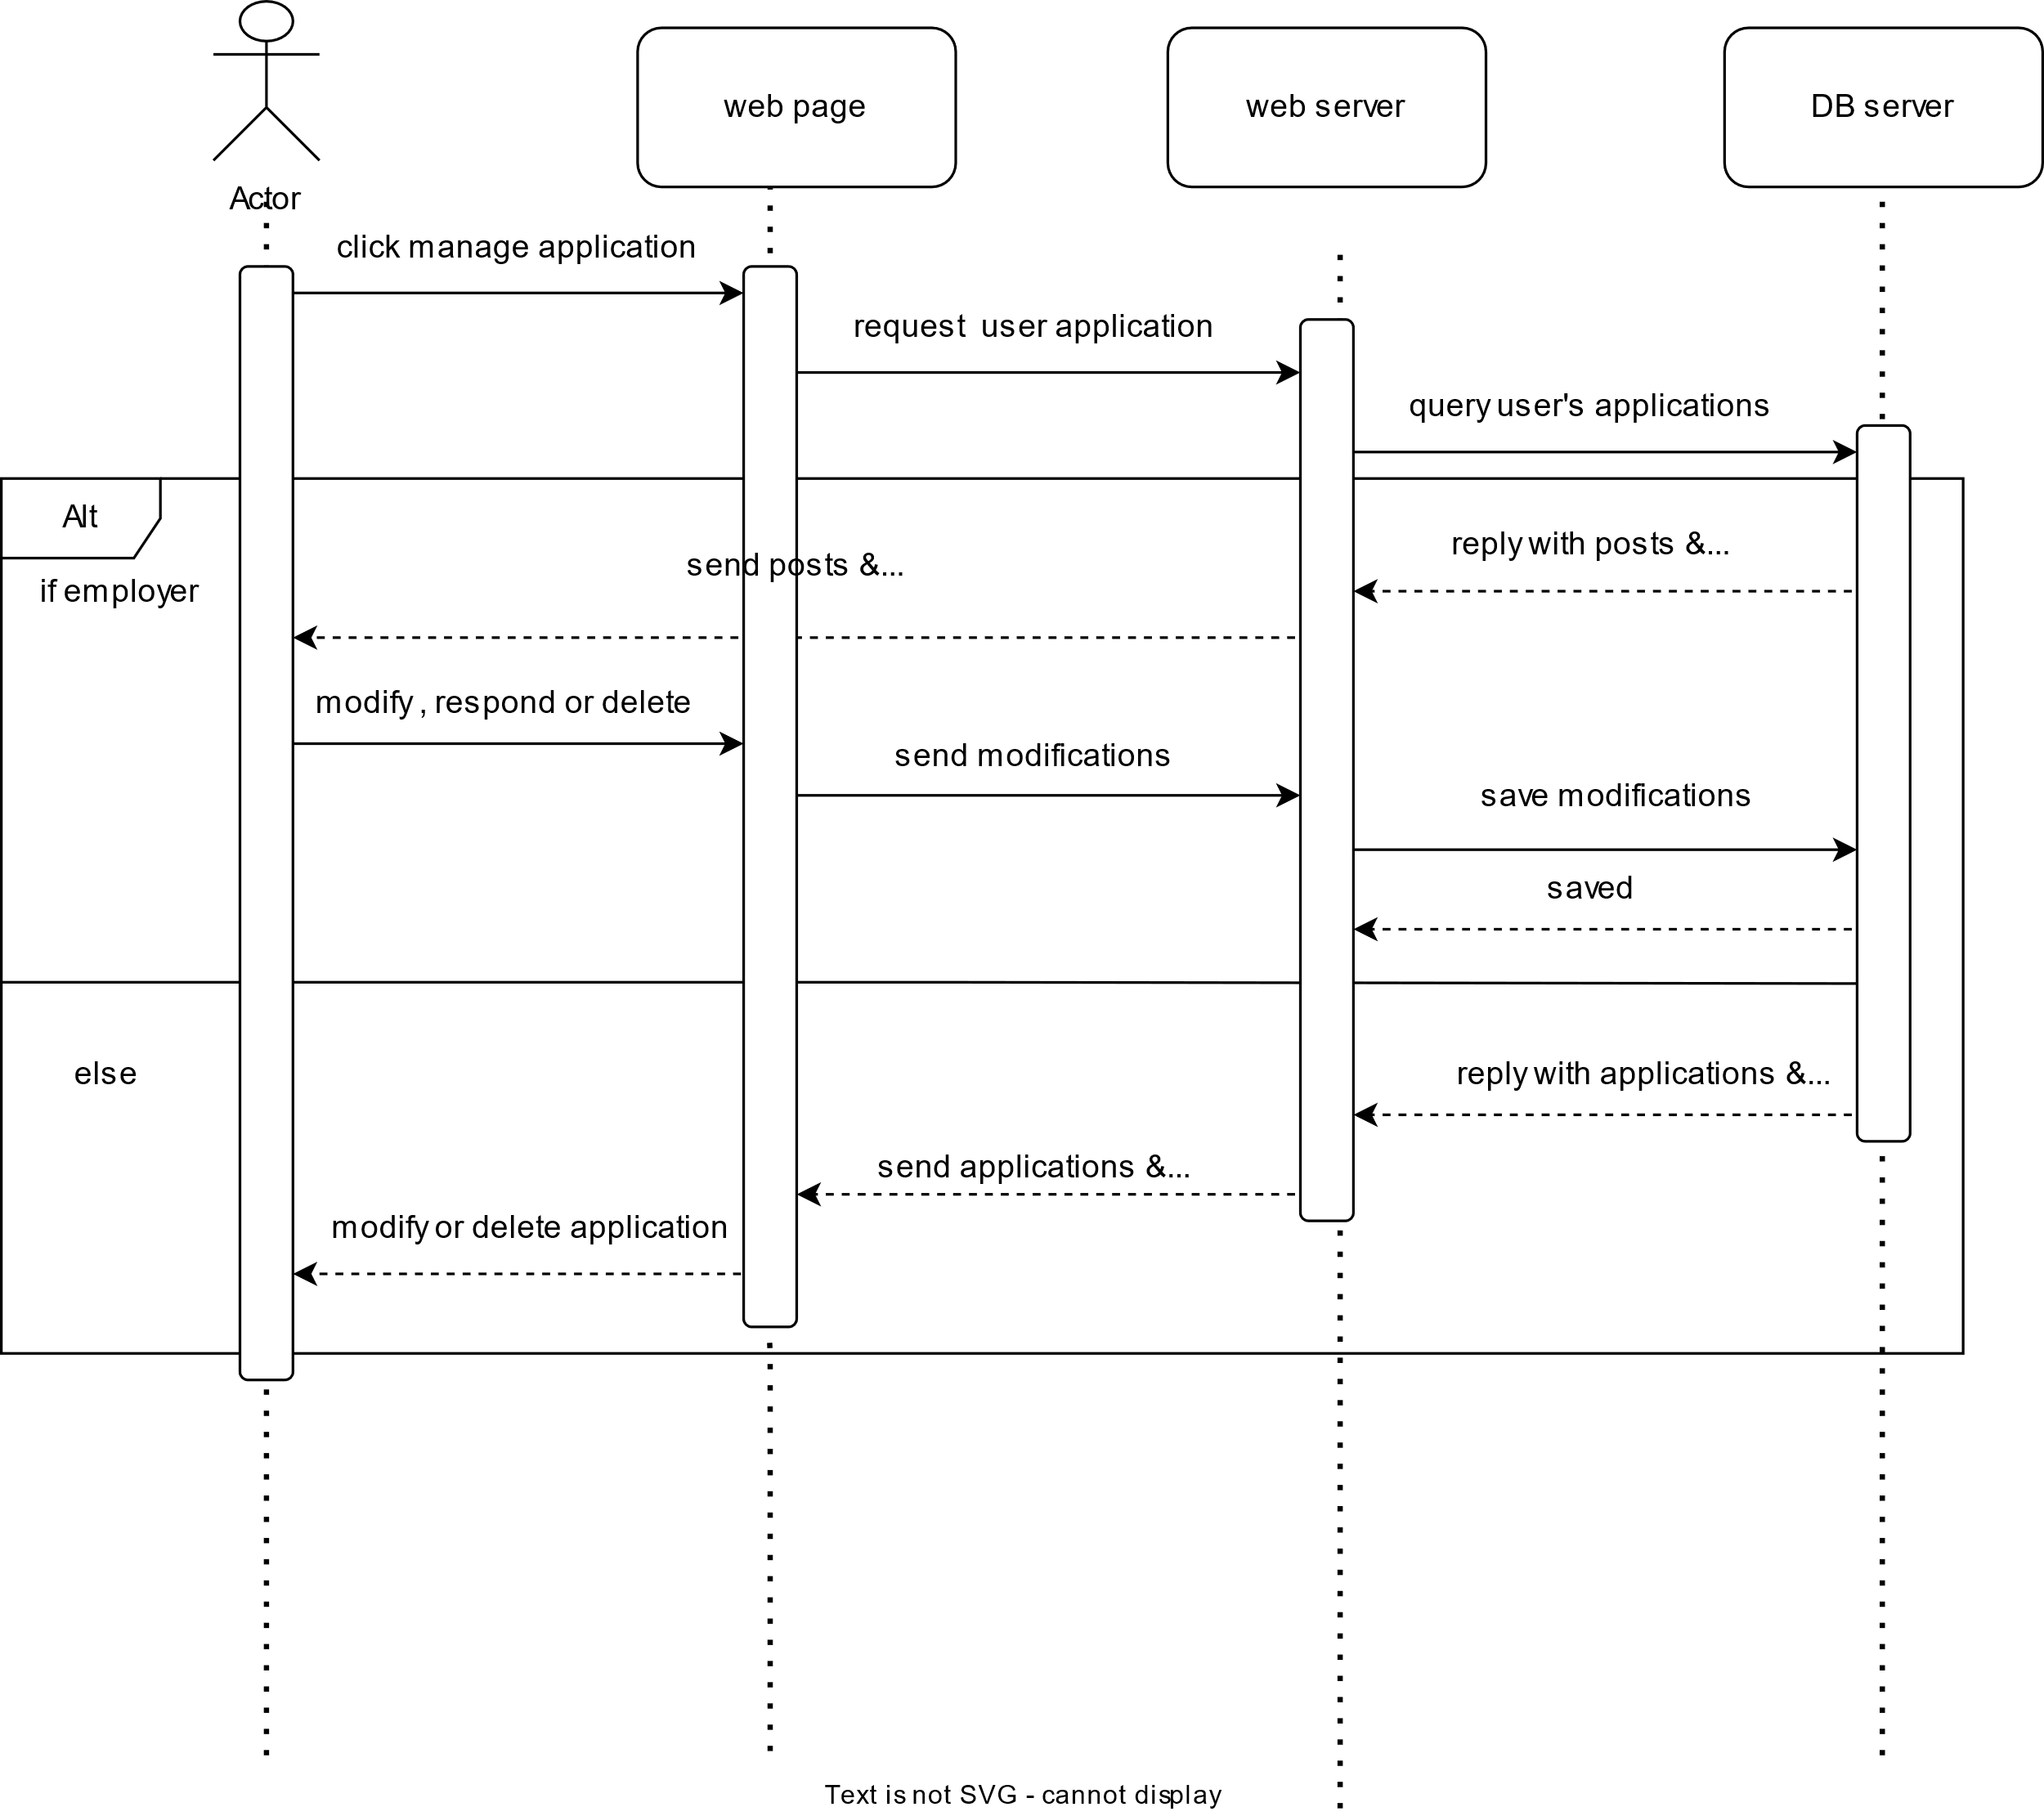 web page
web server
DB server
Actor
click manage application
request user application
query user's applications
Alt
reply with posts &...
send posts &...
if employer
modify , respond or delete
send modifications
save modifications
saved
else
reply with applications &...
send applications &...
modify or delete application
Text is not SVG - cannot display